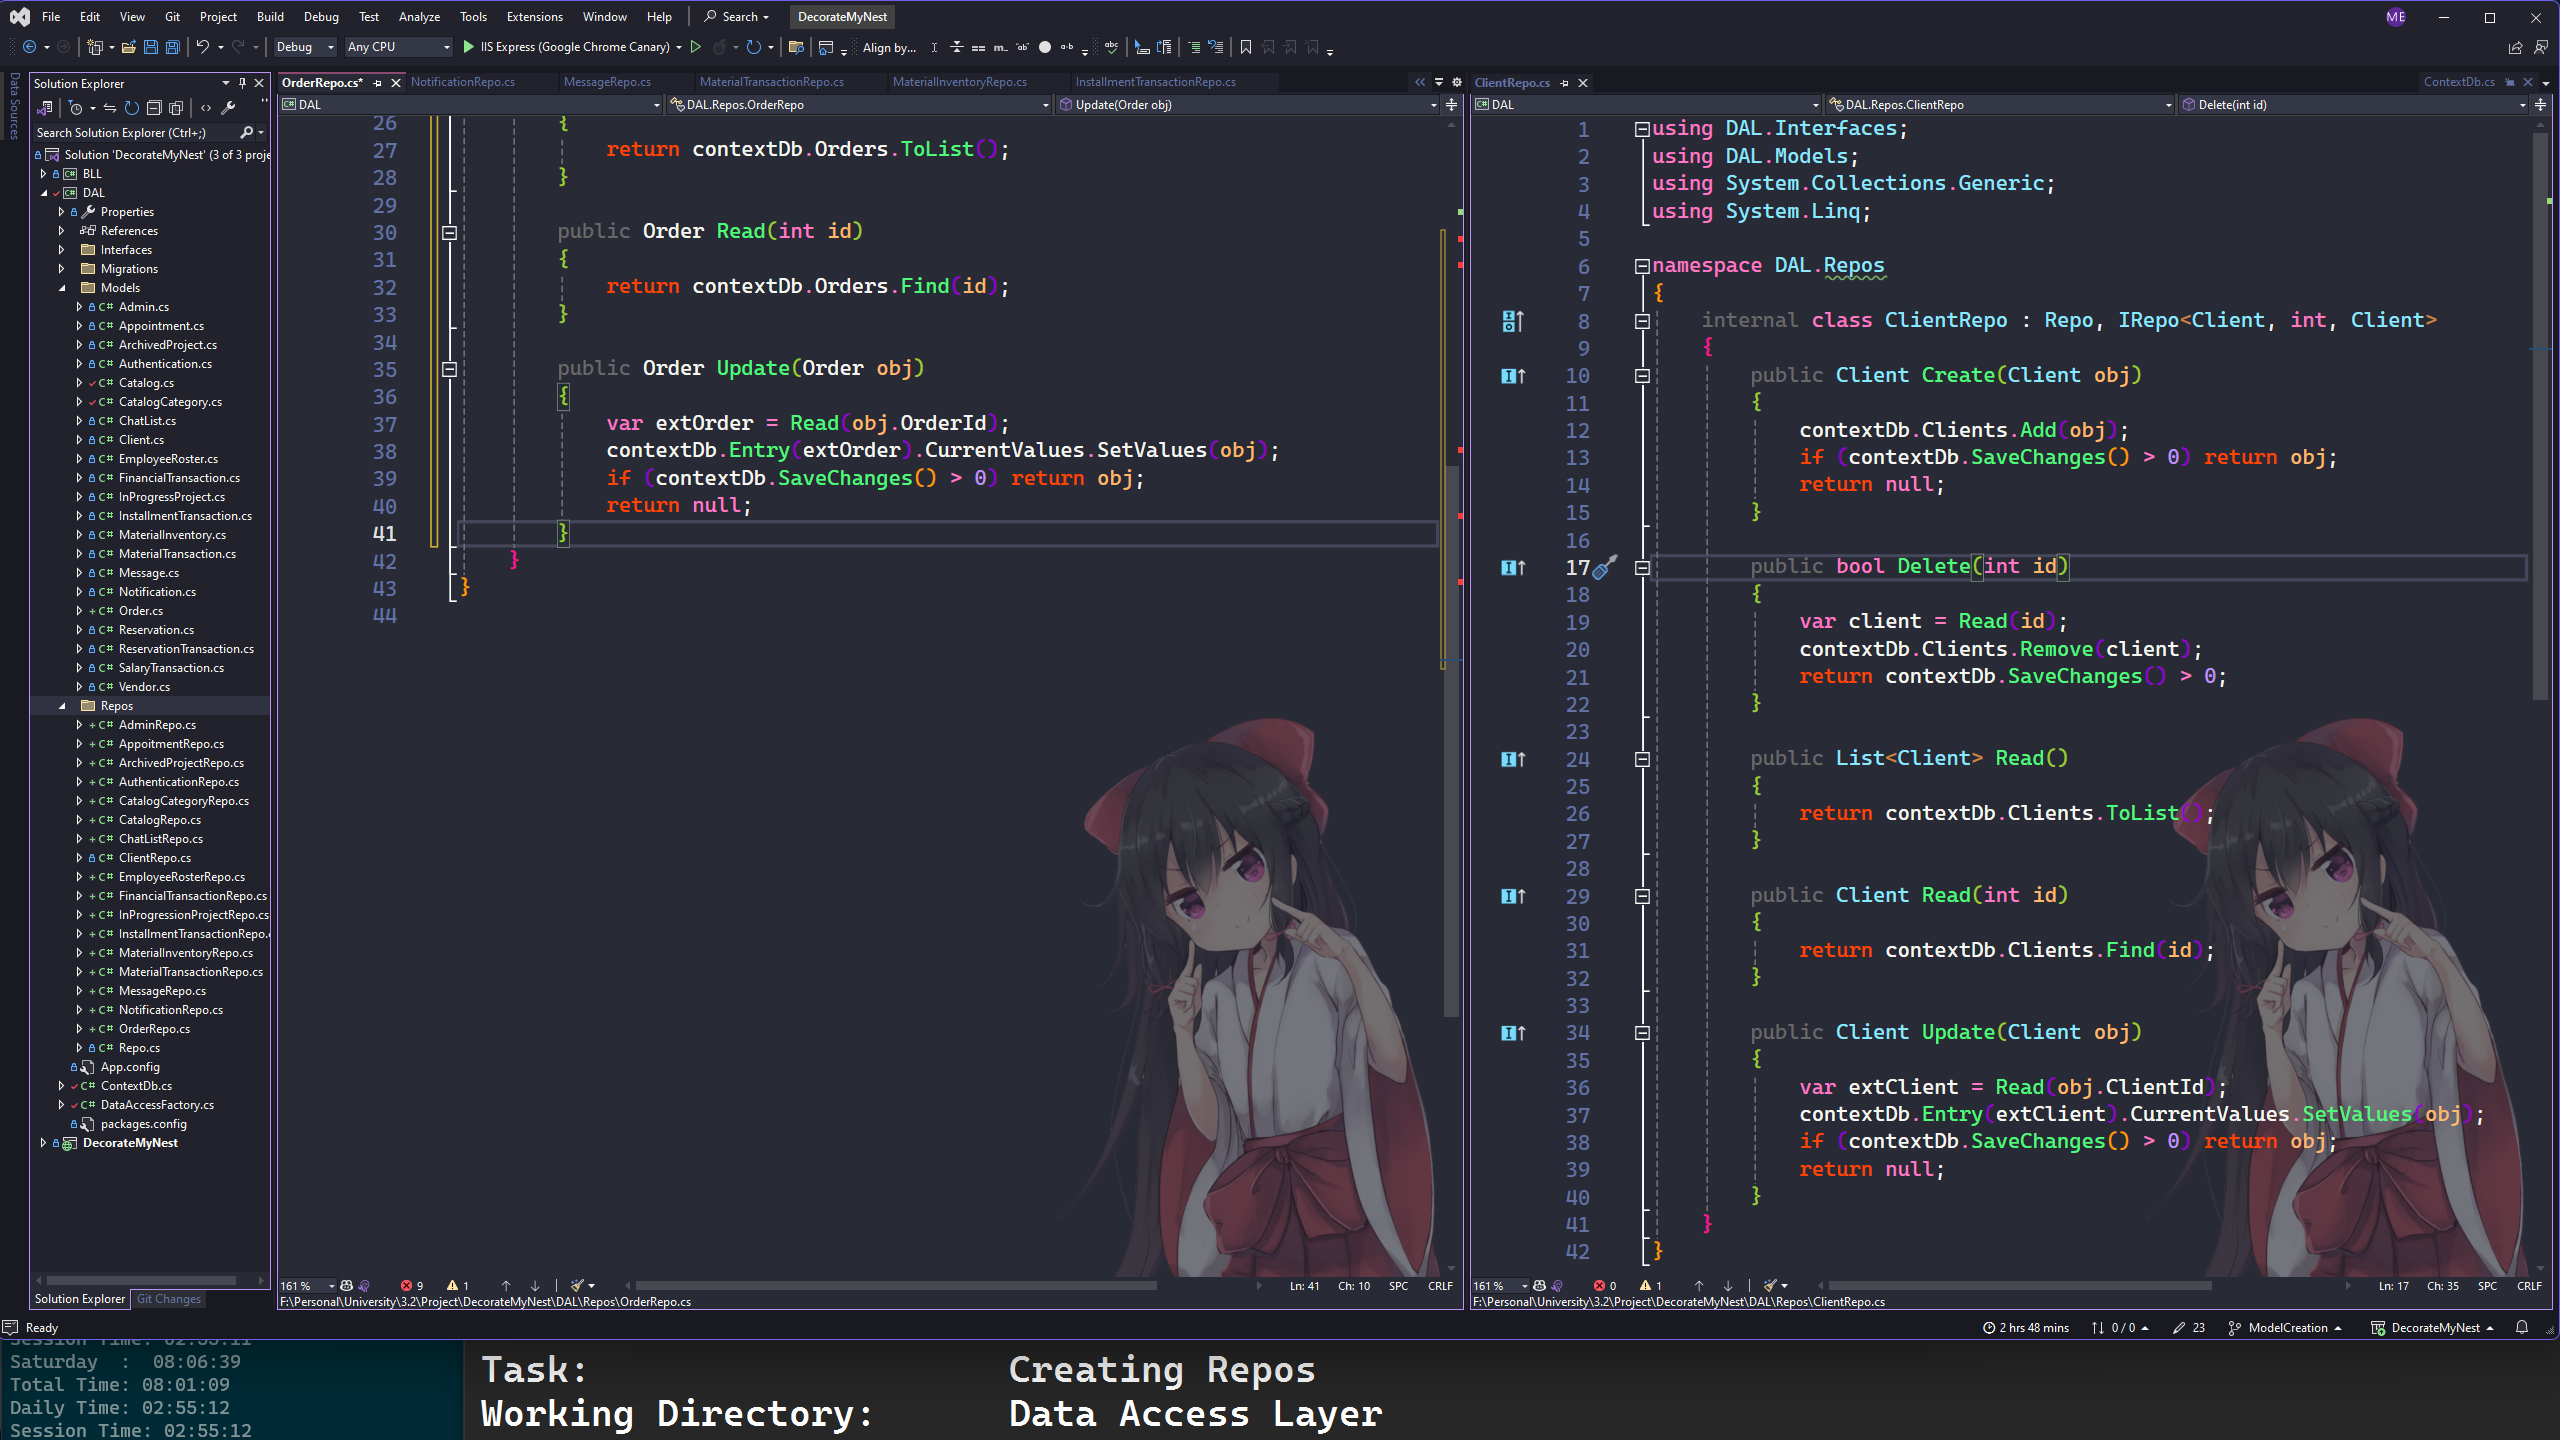 File Edit View Git Project Build Debug Test Analyze Tools Extensions Window Help Search DecorateMyNest ME
Debug Any CPU IIS Express (Google Chrome Canary) Align by...
Data Sources
Solution Explorer
Search Solution Explorer (Ctrl+;)
Solution 'DecorateMyNest' (3 of 3 proje
BLL
DAL
Properties
References
Interfaces
Migrations
Models
Admin.cs
Appointment.cs
ArchivedProject.cs
Authentication.cs
Catalog.cs
CatalogCategory.cs
ChatList.cs
Client.cs
EmployeeRoster.cs
FinancialTransaction.cs
InProgressProject.cs
InstallmentTransaction.cs
MaterialInventory.cs
MaterialTransaction.cs
Message.cs
Notification.cs
Order.cs
Reservation.cs
ReservationTransaction.cs
SalaryTransaction.cs
Vendor.cs
Repos
AdminRepo.cs
AppoitmentRepo.cs
ArchivedProjectRepo.cs
AuthenticationRepo.cs
CatalogCategoryRepo.cs
CatalogRepo.cs
ChatListRepo.cs
ClientRepo.cs
EmployeeRosterRepo.cs
FinancialTransactionRepo.cs
InProgressionProjectRepo.cs
InstallmentTransactionRepo.
MaterialInventoryRepo.cs
MaterialTransactionRepo.cs
MessageRepo.cs
NotificationRepo.cs
OrderRepo.cs
Repo.cs
App.config
ContextDb.cs
DataAccessFactory.cs
packages.config
DecorateMyNest
Solution Explorer Git Changes
OrderRepo.cs* NotificationRepo.cs MessageRepo.cs MaterialTransactionRepo.cs MaterialInventoryRepo.cs InstallmentTransactionRepo.cs
DAL DAL.Repos.OrderRepo Update(Order obj)
26 {
27 return contextDb.Orders.ToList();
28 }
29
30 public Order Read(int id)
31 {
32 return contextDb.Orders.Find(id);
33 }
34
35 public Order Update(Order obj)
36 {
37 var extOrder = Read(obj.OrderId);
38 contextDb.Entry(extOrder).CurrentValues.SetValues(obj);
39 if (contextDb.SaveChanges() > 0) return obj;
40 return null;
41 }
42 }
43 }
44
161 % 9 1 Ln: 41 Ch: 10 SPC CRLF
F:\Personal\University\3.2\Project\DecorateMyNest\DAL\Repos\OrderRepo.cs
ClientRepo.cs ContextDb.cs
DAL DAL.Repos.ClientRepo Delete(int id)
1 using DAL.Interfaces;
2 using DAL.Models;
3 using System.Collections.Generic;
4 using System.Linq;
5
6 namespace DAL.Repos
7 {
8 internal class ClientRepo : Repo, IRepo<Client, int, Client>
9 {
10 public Client Create(Client obj)
11 {
12 contextDb.Clients.Add(obj);
13 if (contextDb.SaveChanges() > 0) return obj;
14 return null;
15 }
16
17 public bool Delete(int id)
18 {
19 var client = Read(id);
20 contextDb.Clients.Remove(client);
21 return contextDb.SaveChanges() > 0;
22 }
23
24 public List<Client> Read()
25 {
26 return contextDb.Clients.ToList();
27 }
28
29 public Client Read(int id)
30 {
31 return contextDb.Clients.Find(id);
32 }
33
34 public Client Update(Client obj)
35 {
36 var extClient = Read(obj.ClientId);
37 contextDb.Entry(extClient).CurrentValues.SetValues(obj);
38 if (contextDb.SaveChanges() > 0) return obj;
39 return null;
40 }
41 }
42 }
161 % 0 1 Ln: 17 Ch: 35 SPC CRLF
F:\Personal\University\3.2\Project\DecorateMyNest\DAL\Repos\ClientRepo.cs
Ready 2 hrs 48 mins 0 / 0 23 ModelCreation DecorateMyNest
Session Time: 02:55:11
Saturday : 08:06:39
Total Time: 08:01:09
Daily Time: 02:55:12
Session Time: 02:55:12
Task: Creating Repos
Working Directory: Data Access Layer